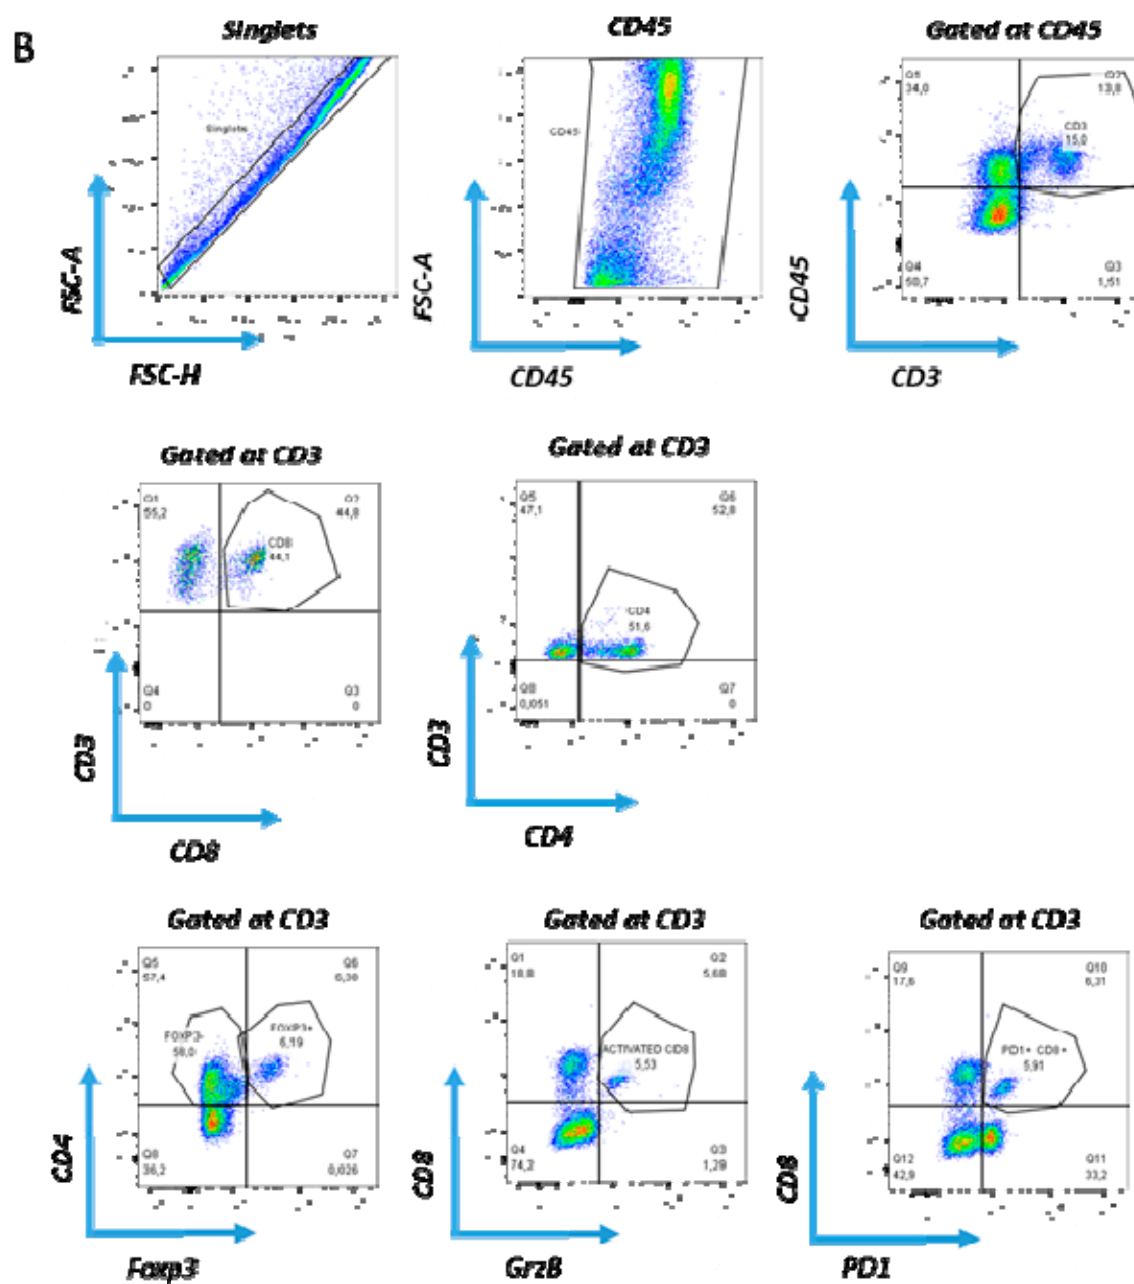 B
Singlets
CD45
Gated at CD45
Singlets
CD45
Q1
34,0
Q2
13,8
CD3
15,0
Q4
50,7
Q3
1,51
FSC-A
FSC-H
FSC-A
CD45
CD45
CD3
Gated at CD3
Gated at CD3
Q1
55,2
Q2
44,8
CD8
44,1
Q4
0
Q3
0
Q5
47,1
Q6
52,8
CD4
51,6
Q8
0,051
Q7
0
CD3
CD8
CD3
CD4
Gated at CD3
Gated at CD3
Gated at CD3
Q5
57,4
Q6
6,38
FOXP3-
58,0
FOXP3+
6,19
Q8
36,2
Q7
0,026
Q1
18,8
Q2
5,68
ACTIVATED CD8
5,53
Q4
74,2
Q3
1,29
Q9
17,6
Q10
6,31
PD1+ CD8+
5,91
Q12
42,9
Q11
33,2
CD4
Foxp3
CD8
GrzB
CD8
PD1